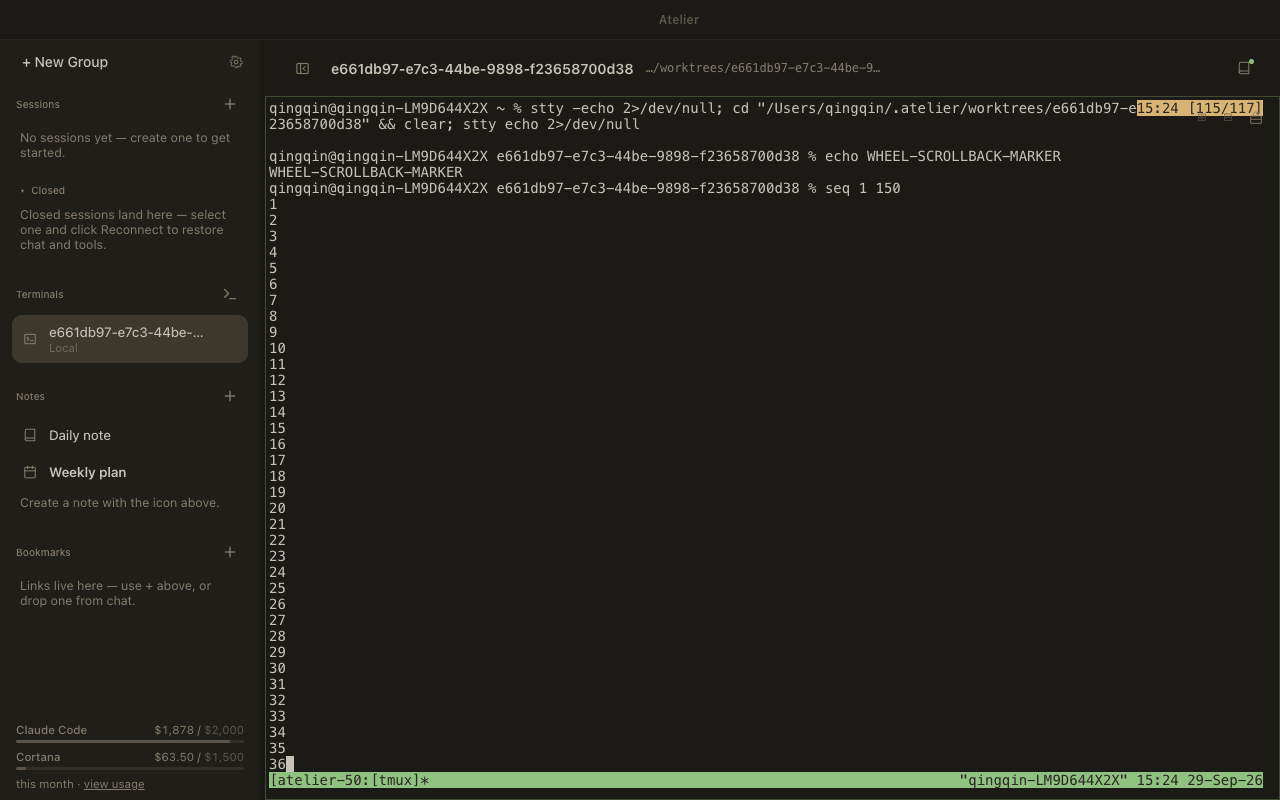 Atelier
+ New Group
Sessions
No sessions yet — create one to get
started.
Closed
Closed sessions land here — select
one and click Reconnect to restore
chat and tools.
Terminals
e661db97-e7c3-44be-...
Local
Notes
Daily note
Weekly plan
Create a note with the icon above.
Bookmarks
Links live here — use + above, or
drop one from chat.
Claude Code $1,878 / $2,000
Cortana $63.50 / $1,500
this month · view usage
e661db97-e7c3-44be-9898-f23658700d38 …/worktrees/e661db97-e7c3-44be-9…
qingqin@qingqin-LM9D644X2X ~ % stty -echo 2>/dev/null; cd "/Users/qingqin/.atelier/worktrees/e661db97-e15:24 [115/117]
23658700d38" && clear; stty echo 2>/dev/null
qingqin@qingqin-LM9D644X2X e661db97-e7c3-44be-9898-f23658700d38 % echo WHEEL-SCROLLBACK-MARKER
WHEEL-SCROLLBACK-MARKER
qingqin@qingqin-LM9D644X2X e661db97-e7c3-44be-9898-f23658700d38 % seq 1 150
1
2
3
4
5
6
7
8
9
10
11
12
13
14
15
16
17
18
19
20
21
22
23
24
25
26
27
28
29
30
31
32
33
34
35
36
[atelier-50:[tmux]* "qingqin-LM9D644X2X" 15:24 29-Sep-26